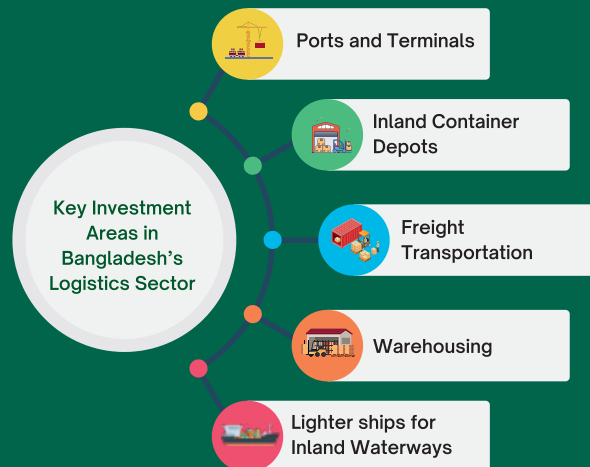 Key Investment
Areas in
Bangladesh’s
Logistics Sector
Ports and Terminals
Inland Container
Depots
Freight
Transportation
Warehousing
Lighter ships for
Inland Waterways